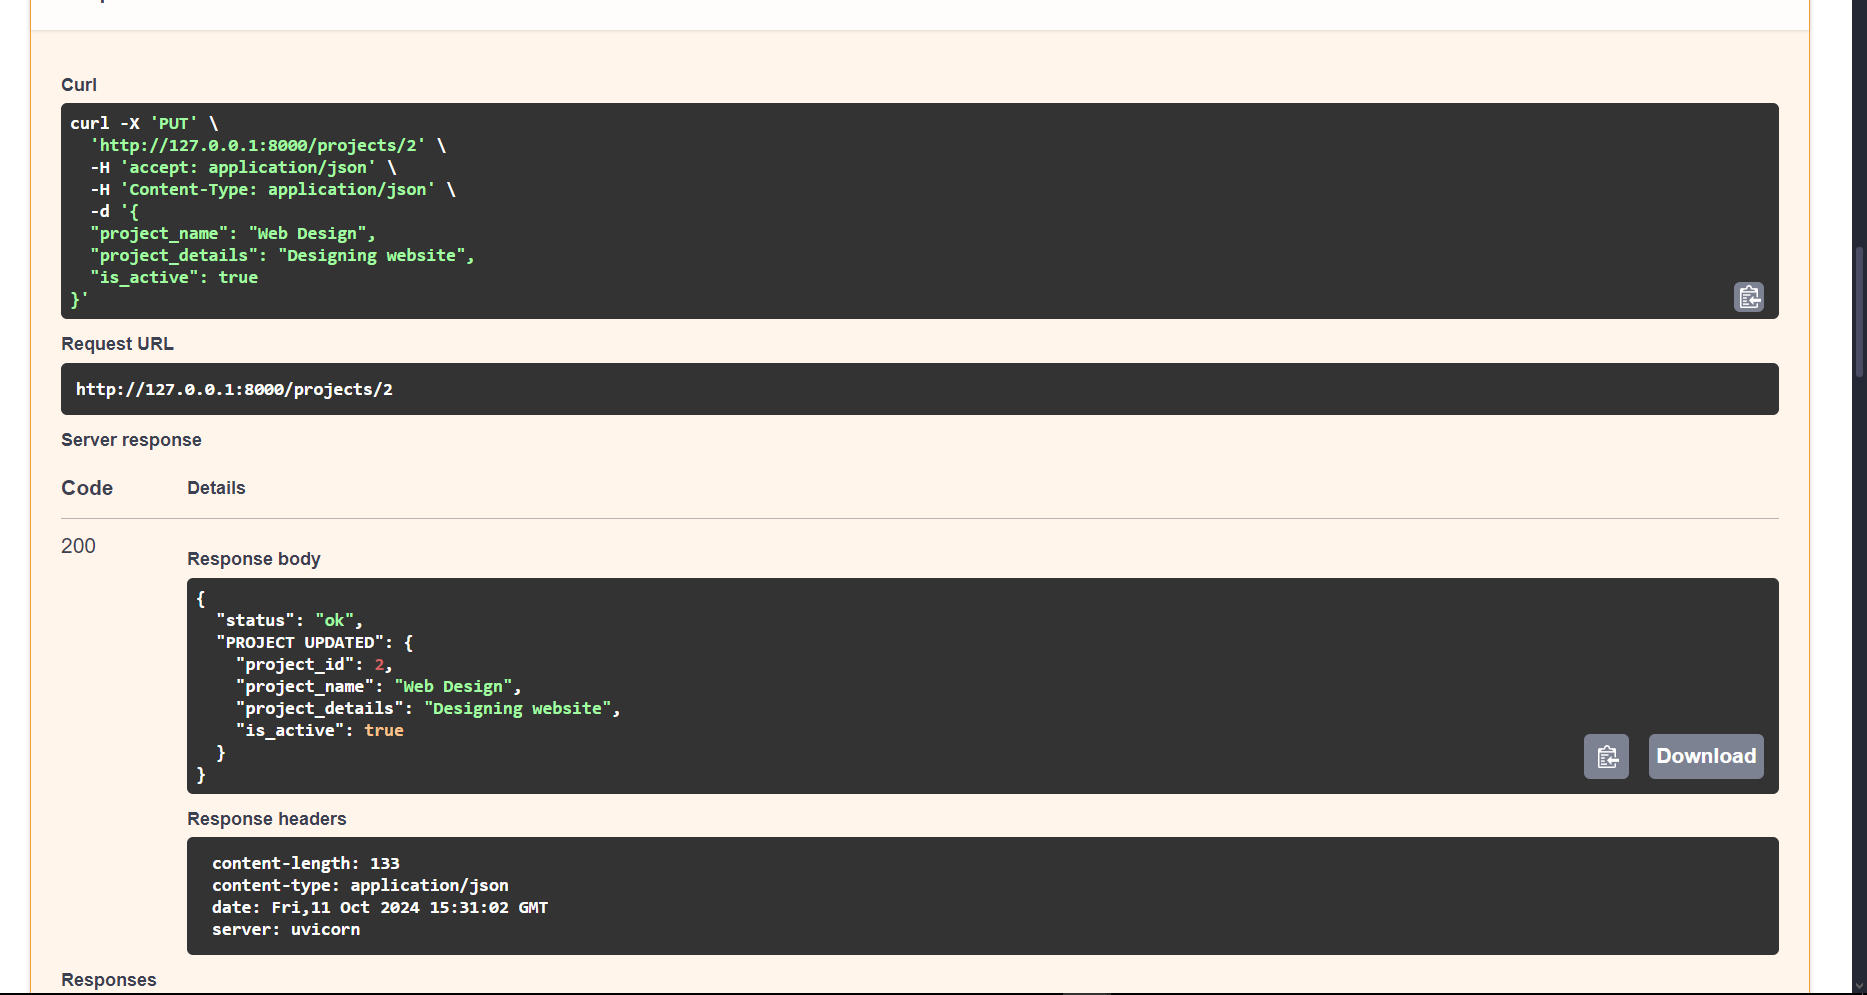 Curl
curl -X 'PUT' \
'http://127.0.0.1:8000/projects/2' \
-H 'accept: application/json' \
-H 'Content-Type: application/json' \
-d '{
"project_name": "Web Design",
"project_details": "Designing website",
"is_active": true
}'
Request URL
http://127.0.0.1:8000/projects/2
Server response
Code Details
200
Response body
{
"status": "ok",
"PROJECT UPDATED": {
"project_id": 2,
"project_name": "Web Design",
"project_details": "Designing website",
"is_active": true
}
}
Download
Response headers
content-length: 133
content-type: application/json
date: Fri,11 Oct 2024 15:31:02 GMT
server: uvicorn
Responses